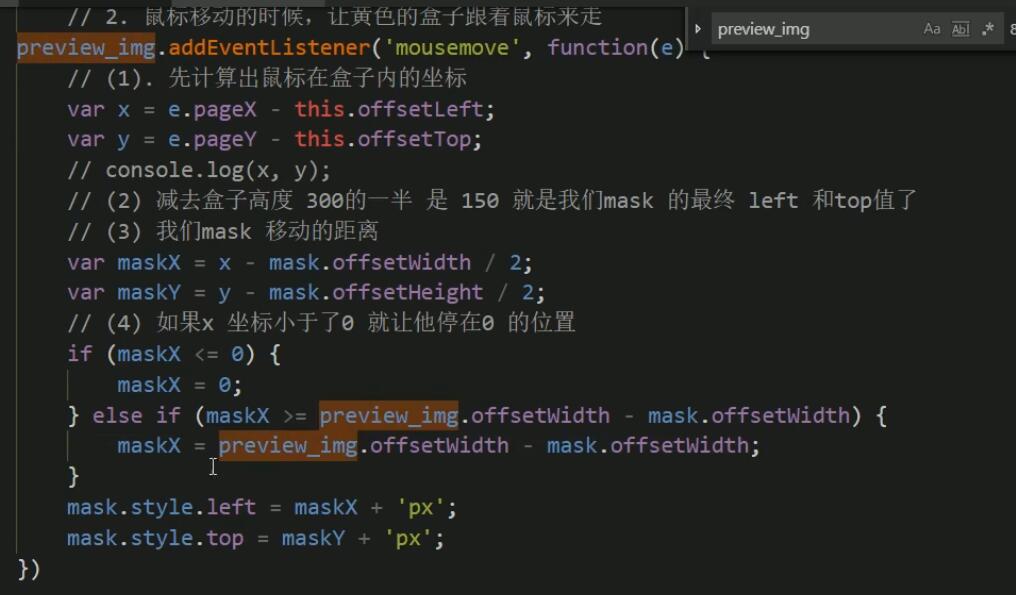 // 2. 鼠标移动的时候，让黄色的盒子跟着鼠标来走
preview_img
Aa Abl .*
preview_img.addEventListener('mousemove', function(e) {
// (1). 先计算出鼠标在盒子内的坐标
var x = e.pageX - this.offsetLeft;
var y = e.pageY - this.offsetTop;
// console.log(x, y);
// (2) 减去盒子高度 300的一半 是 150 就是我们mask 的最终 left 和top值了
// (3) 我们mask 移动的距离
var maskX = x - mask.offsetWidth / 2;
var maskY = y - mask.offsetHeight / 2;
// (4) 如果x 坐标小于了0 就让他停在0 的位置
if (maskX <= 0) {
maskX = 0;
} else if (maskX >= preview_img.offsetWidth - mask.offsetWidth) {
maskX = preview_img.offsetWidth - mask.offsetWidth;
}
mask.style.left = maskX + 'px';
mask.style.top = maskY + 'px';
})